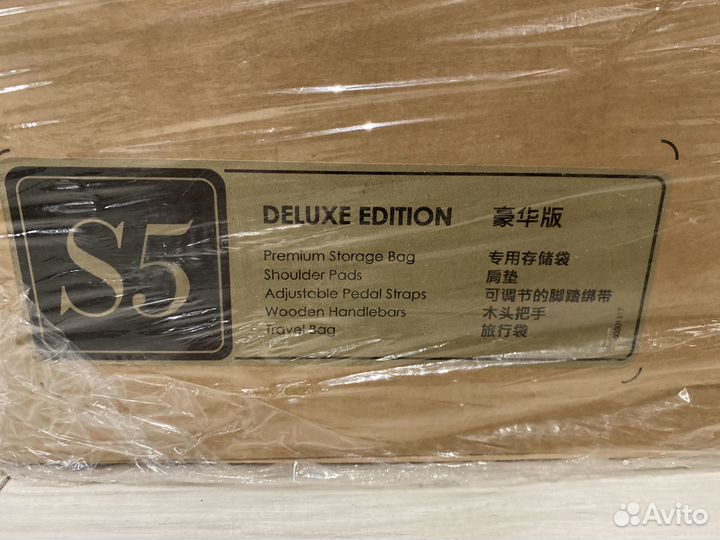 S5
DELUXE EDITION 豪华版
Premium Storage Bag 专用存储袋
Shoulder Pads 肩垫
Adjustable Pedal Straps 可调节的脚踏绑带
Wooden Handlebars 木头把手
Travel Bag 旅行袋
Avito